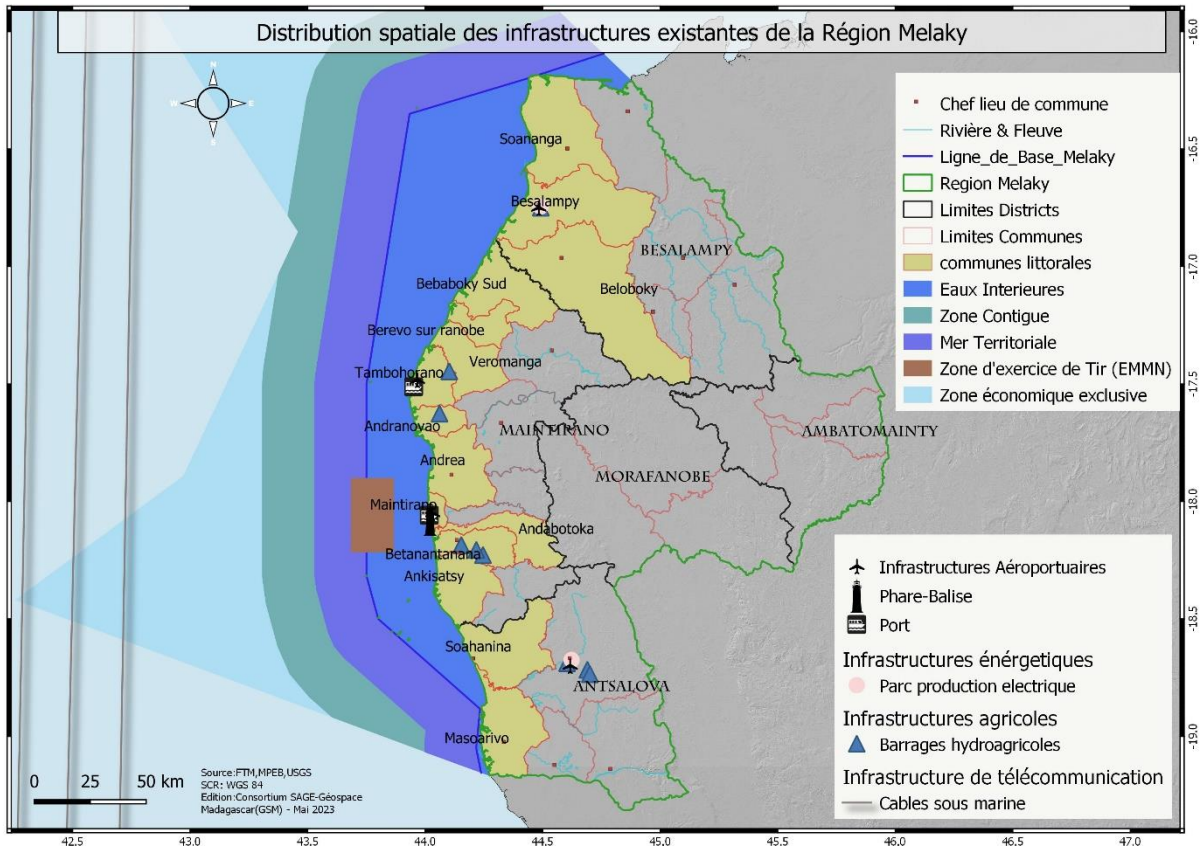 Distribution spatiale des infrastructures existantes de la Région Melaky
N
W
E
S
Chef lieu de commune
Rivière & Fleuve
Ligne_de_Base_Melaky
Region Melaky
Limites Districts
Limites Communes
communes littorales
Eaux Interieures
Zone Contigue
Mer Territoriale
Zone d'exercice de Tir (EMMN)
Zone économique exclusive
Soananga
Besalampy
BESALAMPY
Bebaboky Sud
Beloboky
Berevo sur ranobe
Veromanga
Tambohorano
Andranovao
MAINTIRANO
AMBATOMAINTY
Andrea
MORAFANOBE
Maintirano
Andabotoka
Betanantanana
Ankisatsy
Soahanina
ANTSALOVA
Masoarivo
Infrastructures Aéroportuaires
Phare-Balise
Port
Infrastructures énérgetiques
Parc production electrique
Infrastructures agricoles
Barrages hydroagricoles
Infrastructure de télécommunication
Cables sous marine
0 25 50 km
Source:FTM,MPEB,USGS
SCR: WGS 84
Edition:Consortium SAGE-Géospace
Madagascar(GSM) - Mai 2023
-16.0
-16.5
-17.0
-17.5
-18.0
-18.5
-19.0
42.5 43.0 43.5 44.0 44.5 45.0 45.5 46.0 46.5 47.0